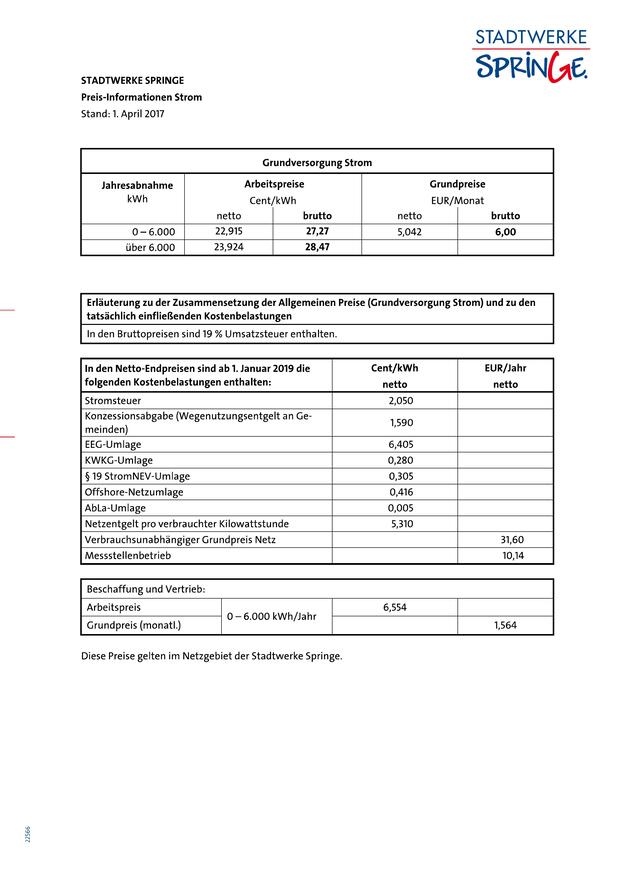 STADTWERKE
SPRINGE.
STADTWERKE SPRINGE
Preis-Informationen Strom
Stand: 1. April 2017
Grundversorgung Strom
Jahresabnahme Arbeitspreise Grundpreise
kWh Cent/kWh EUR/Monat
netto brutto netto brutto
0 – 6.000 22,915 27,27 5,042 6,00
über 6.000 23,924 28,47
Erläuterung zu der Zusammensetzung der Allgemeinen Preise (Grundversorgung Strom) und zu den
tatsächlich einfließenden Kostenbelastungen
In den Bruttopreisen sind 19 % Umsatzsteuer enthalten.
In den Netto-Endpreisen sind ab 1. Januar 2019 die Cent/kWh EUR/Jahr
folgenden Kostenbelastungen enthalten: netto netto
Stromsteuer 2,050
Konzessionsabgabe (Wegenutzungsentgelt an Ge-
meinden) 1,590
EEG-Umlage 6,405
KWKG-Umlage 0,280
§ 19 StromNEV-Umlage 0,305
Offshore-Netzumlage 0,416
AbLa-Umlage 0,005
Netzentgelt pro verbrauchter Kilowattstunde 5,310
Verbrauchsunabhängiger Grundpreis Netz 31,60
Messstellenbetrieb 10,14
Beschaffung und Vertrieb:
Arbeitspreis 0 – 6.000 kWh/Jahr 6,554
Grundpreis (monatl.) 1,564
Diese Preise gelten im Netzgebiet der Stadtwerke Springe.
22566